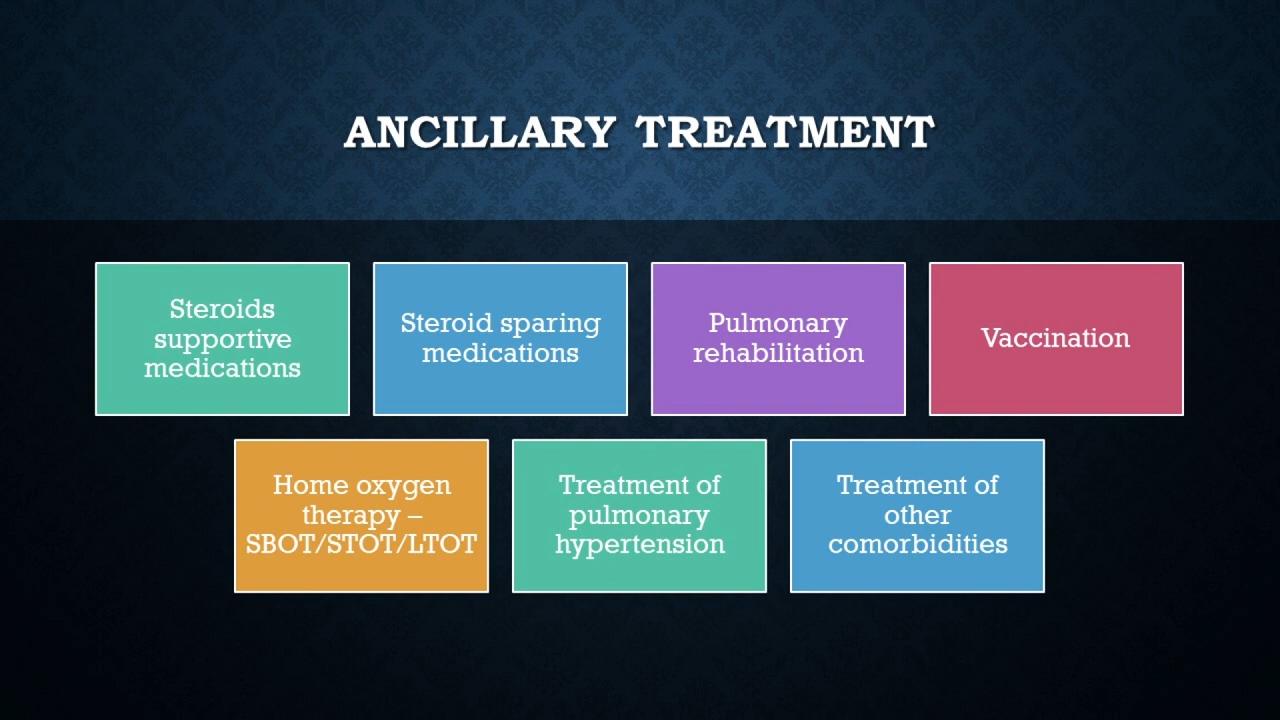 ANCILLARY TREATMENT
Steroids
supportive
medications
Steroid sparing
medications
Pulmonary
rehabilitation
Vaccination
Home oxygen
therapy –
SBOT/STOT/LTOT
Treatment of
pulmonary
hypertension
Treatment of
other
comorbidities